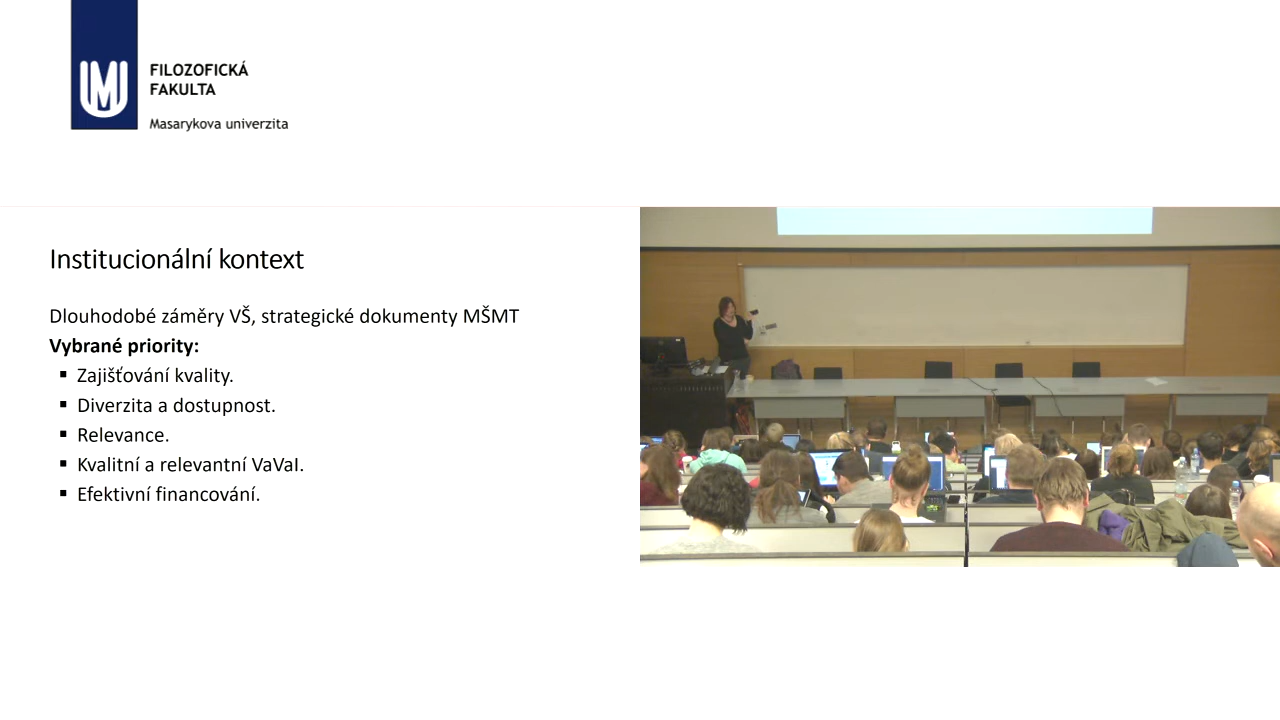 FILOZOFICKÁ
FAKULTA
Masarykova univerzita
Institucionální kontext
Dlouhodobé záměry VŠ, strategické dokumenty MŠMT
Vybrané priority:
▪ Zajišťování kvality.
▪ Diverzita a dostupnost.
▪ Relevance.
▪ Kvalitní a relevantní VaVaI.
▪ Efektivní financování.